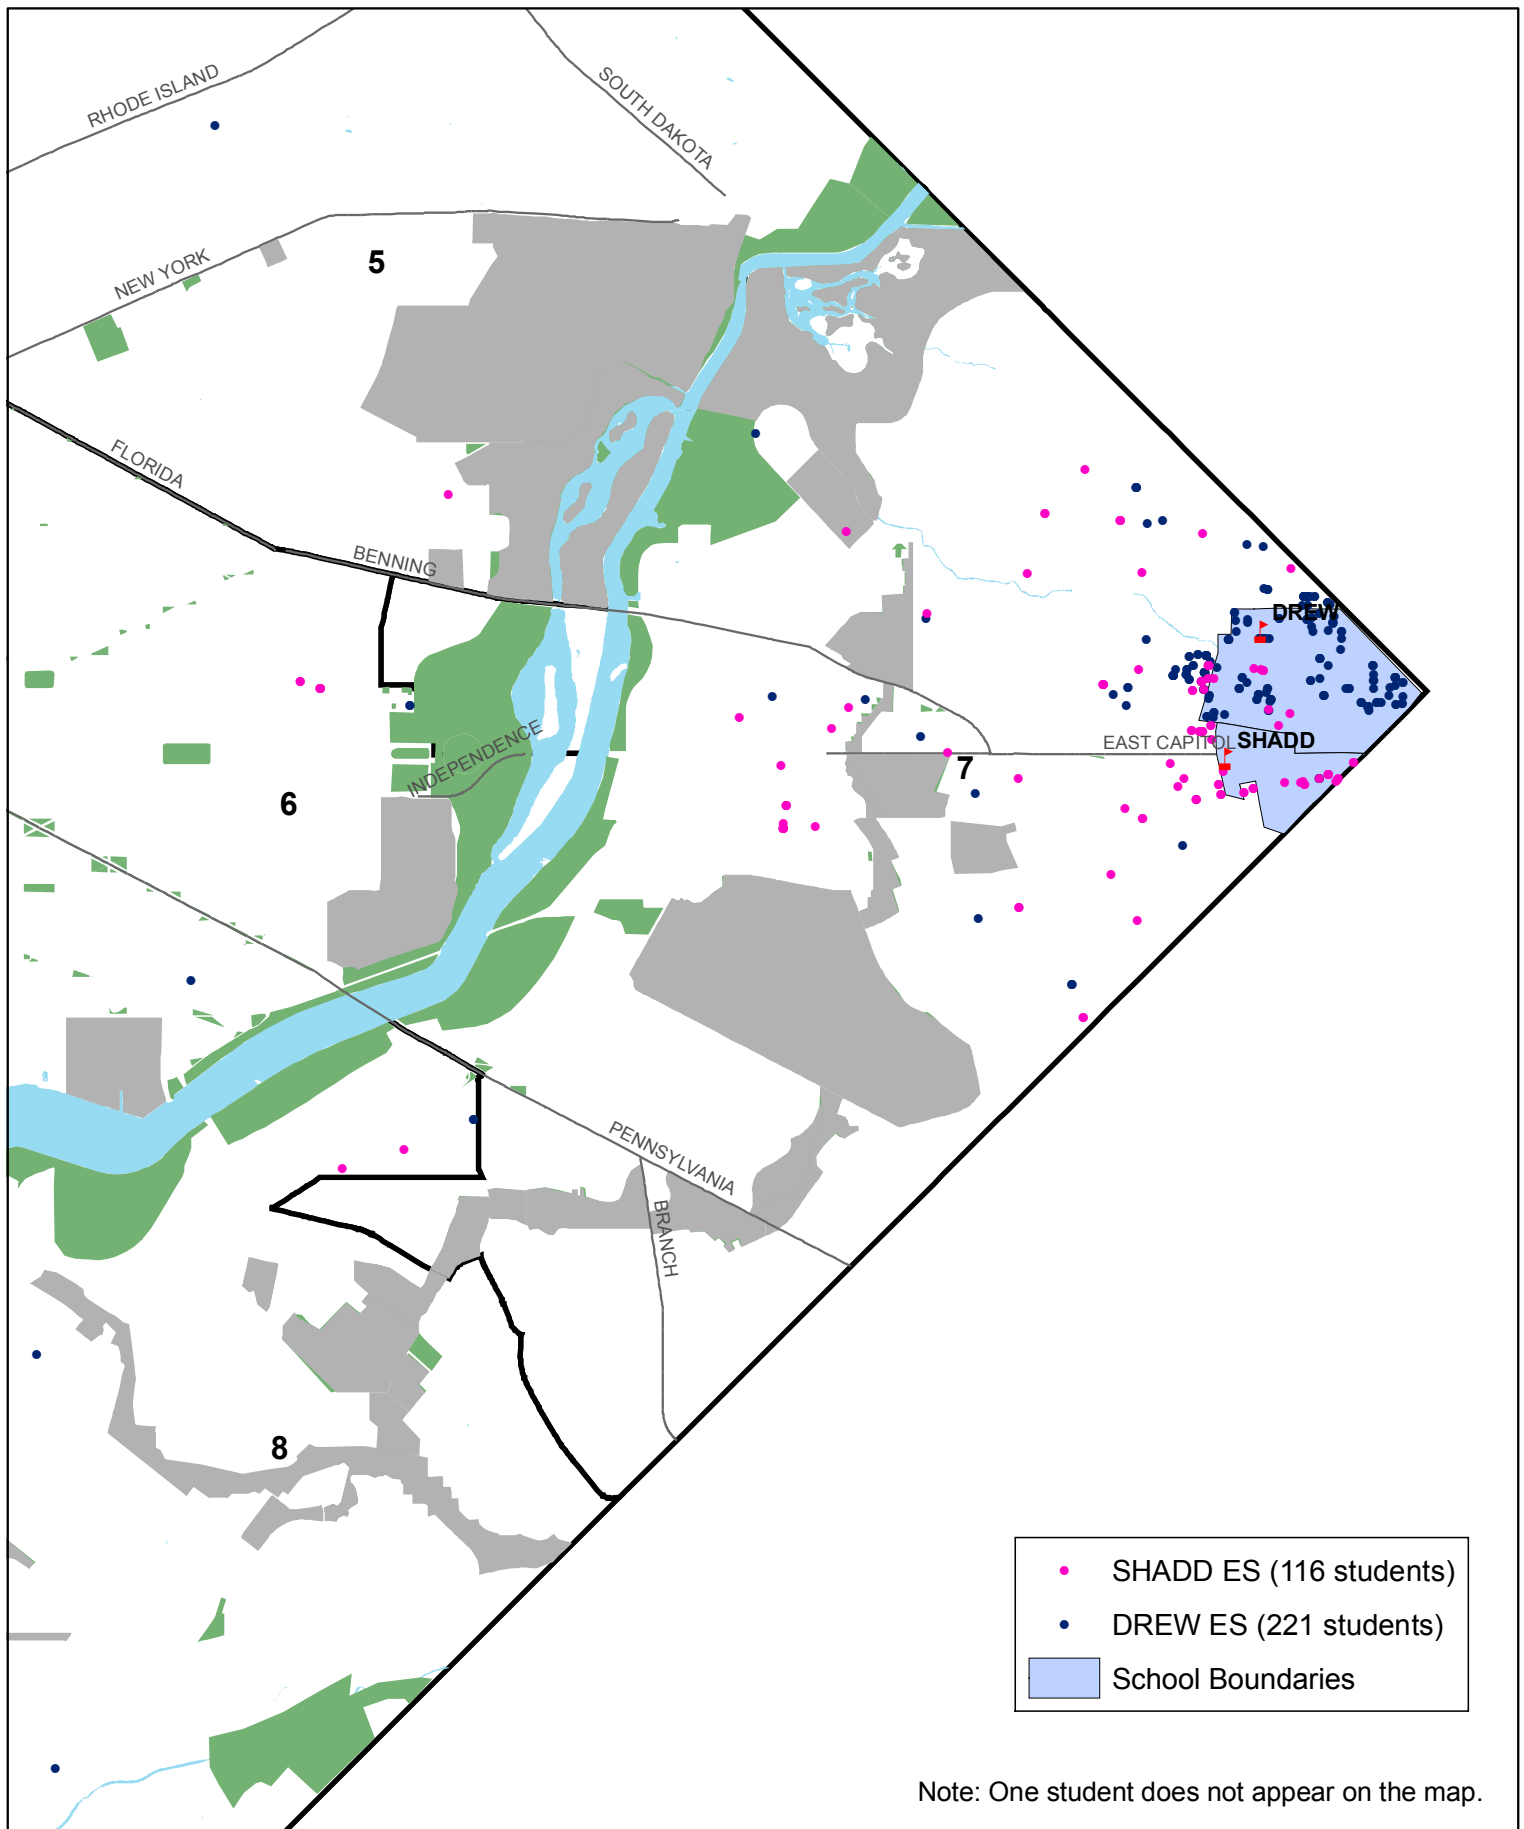 RHODE ISLAND
SOUTH DAKOTA
NEW YORK
5
FLORIDA
BENNING
DREW
INDEPENDENCE
EAST CAPITOL
SHADD
7
6
PENNSYLVANIA
BRANCH
8
SHADD ES (116 students)
DREW ES (221 students)
School Boundaries
Note: One student does not appear on the map.